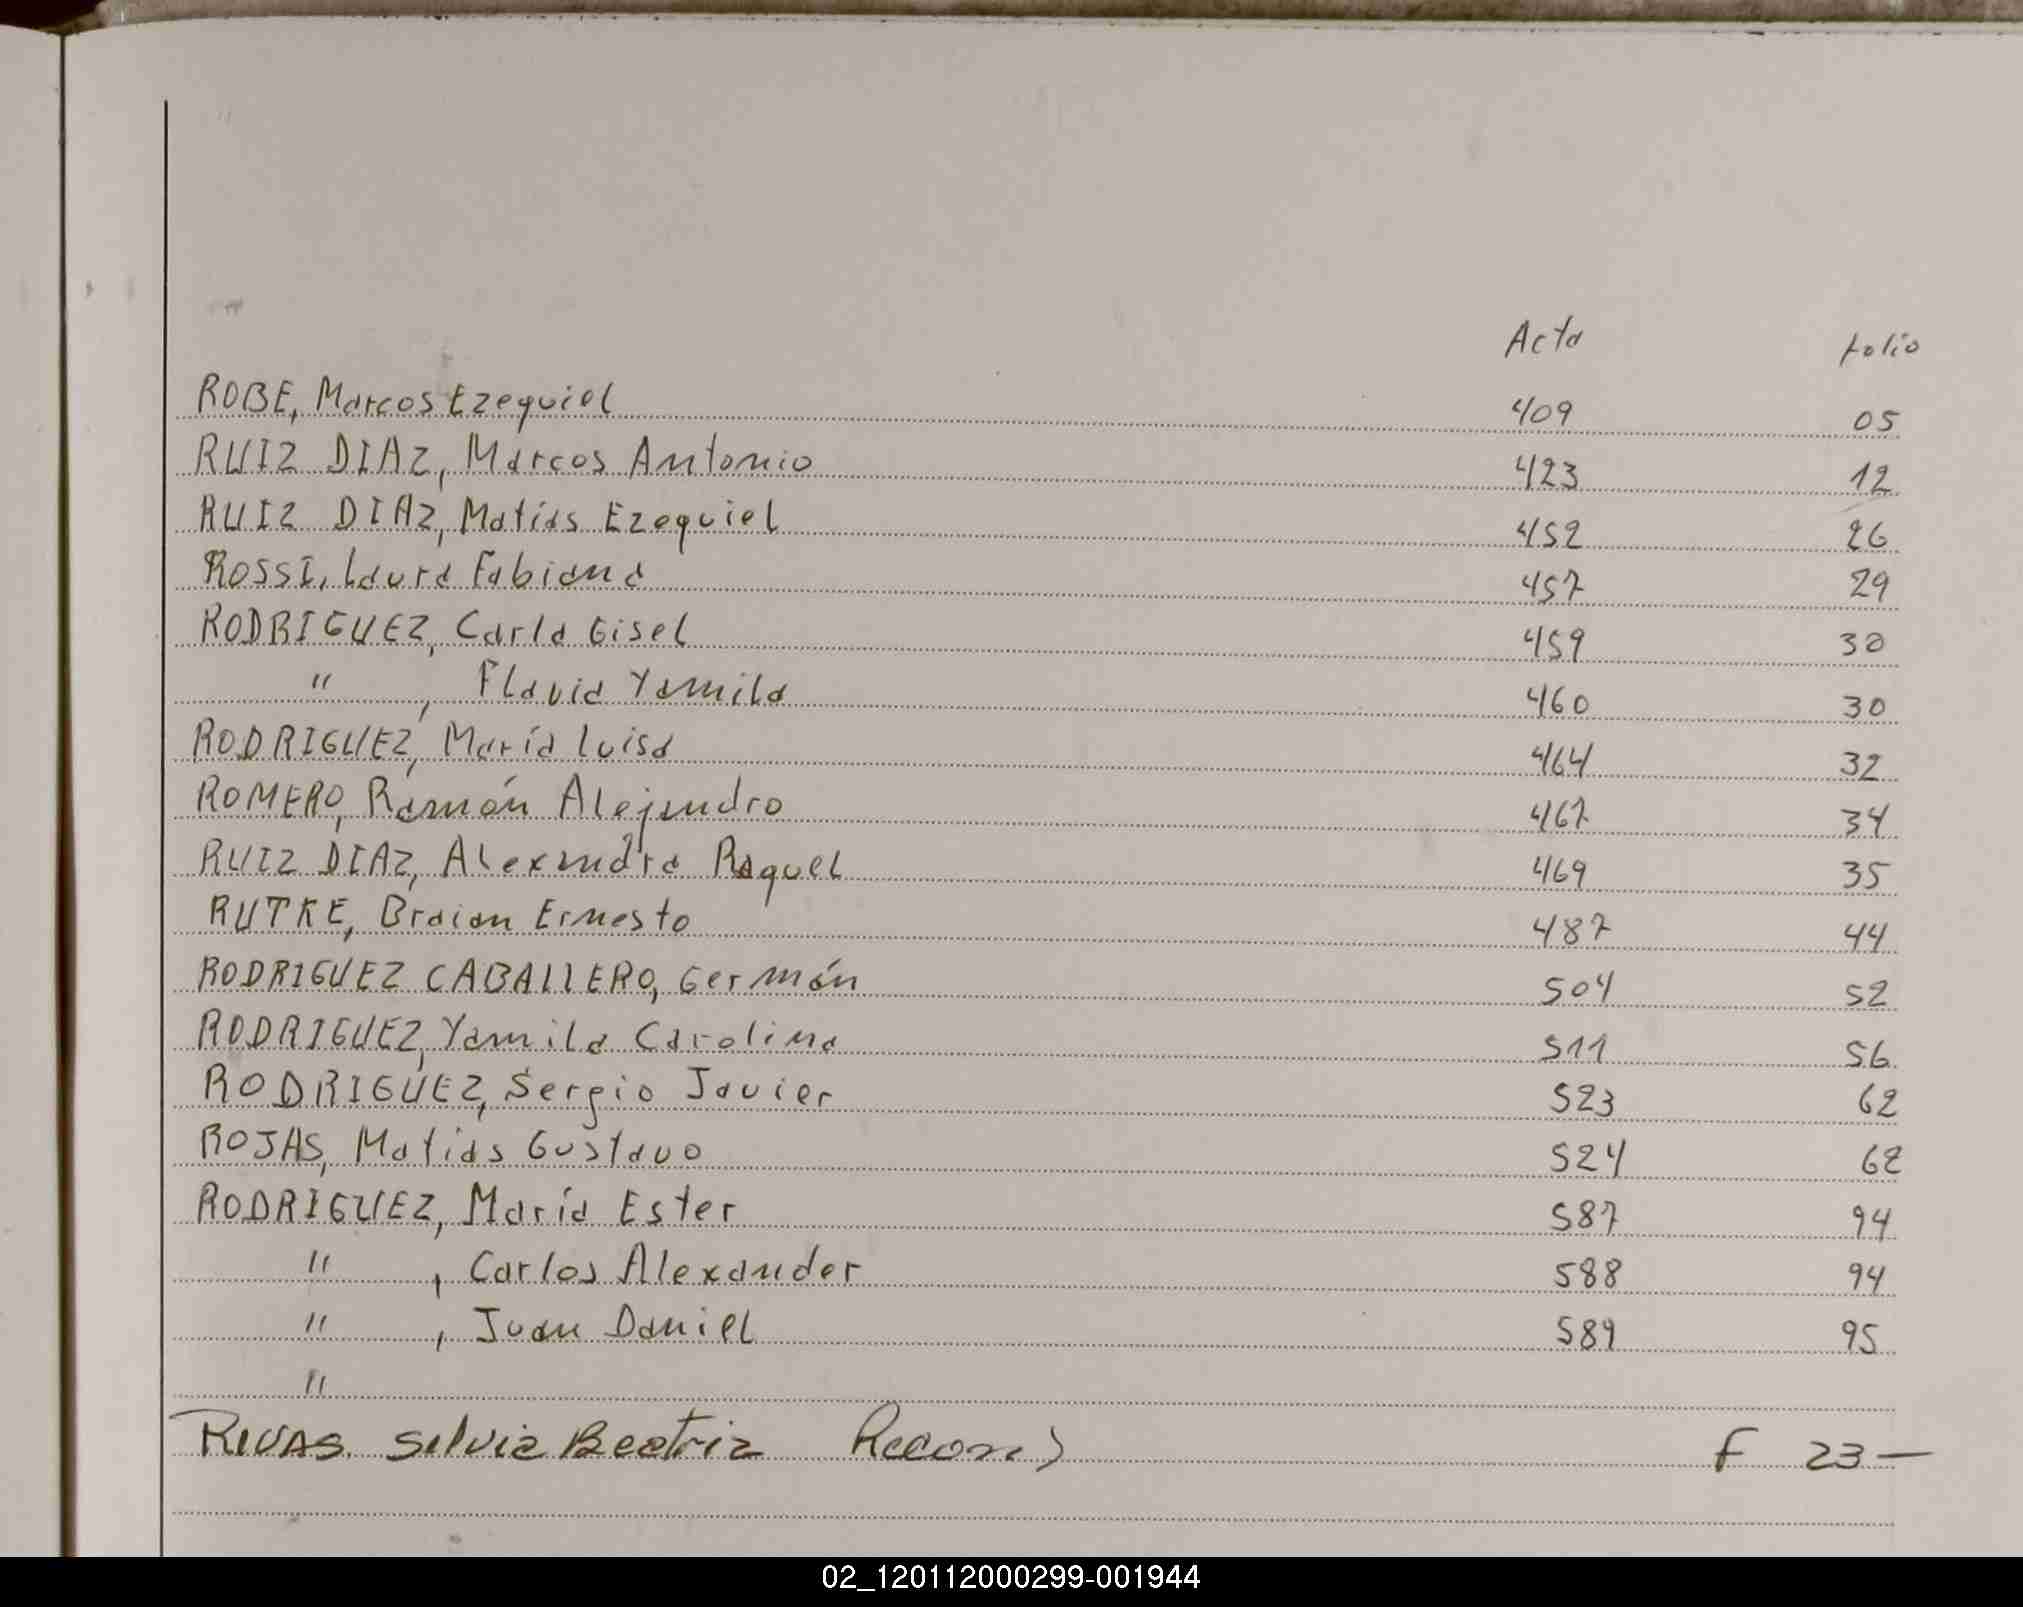 Acta folio
ROBE, Marcos Ezequiel 409 05
RUIZ DIAZ, Marcos Antonio 423 12
RUIZ DIAZ, Matias Ezequiel 452 26
ROSSI, Laura Fabiana 457 29
RODRIGUEZ, Carla Gisel 459 30
" , Flavia Yamila 460 30
RODRIGUEZ, María Luisa 464 32
ROMERO, Ramón Alejandro 467 34
RUIZ DIAZ, Alexandra Raquel 469 35
RUTKE, Braian Ernesto 487 44
RODRIGUEZ CABALLERO, Germán 504 52
RODRIGUEZ, Yamila Carolina 511 56
RODRIGUEZ, Sergio Javier 523 62
ROJAS, Matias Gustavo 524 62
RODRIGUEZ, María Ester 587 94
" , Carlos Alexander 588 94
" , Juan Daniel 589 95
"
RIVAS. Silvia Beatriz Recon) F 23-
02_120112000299-001944